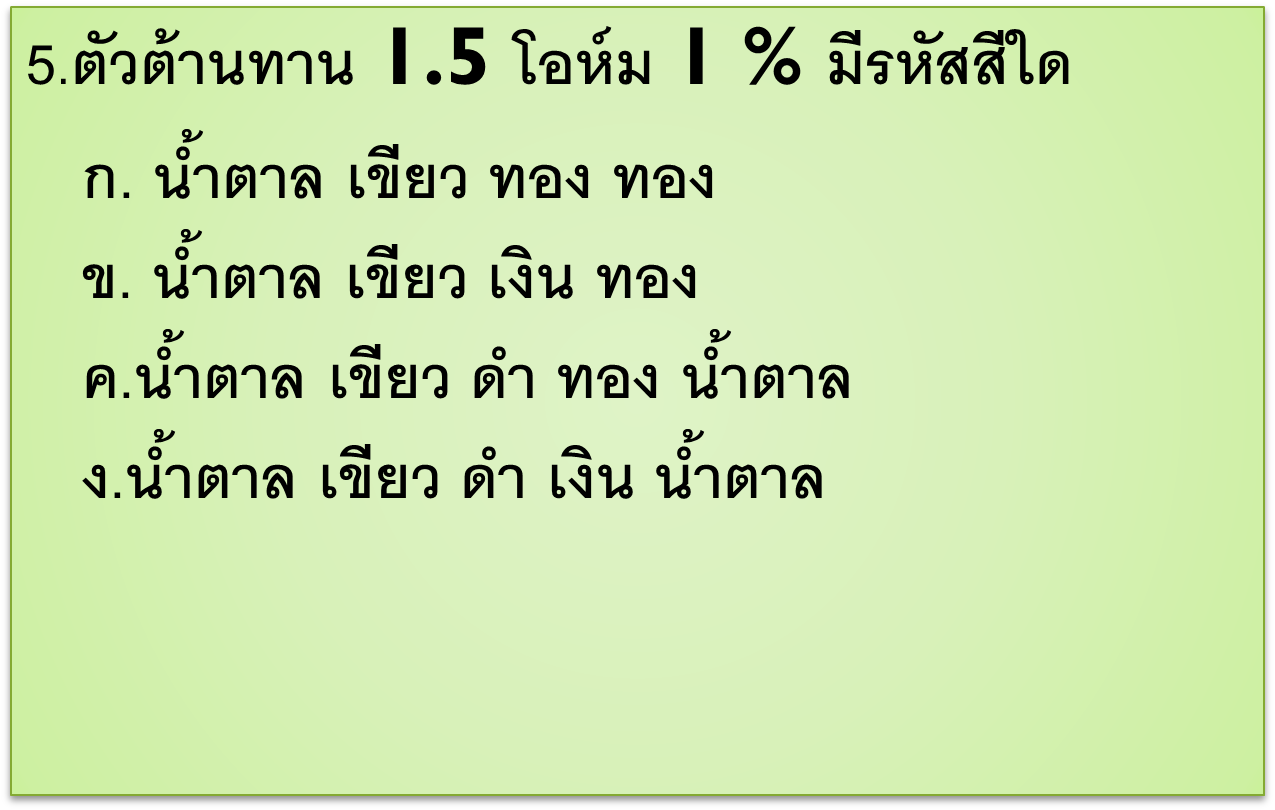 5.ตัวต้านทาน 1.5 โอห์ม 1 % มีรหัสสีใด
ก. น้ำตาล เขียว ทอง ทอง
ข. น้ำตาล เขียว เงิน ทอง
ค.น้ำตาล เขียว ดำ ทอง น้ำตาล
ง.น้ำตาล เขียว ดำ เงิน น้ำตาล